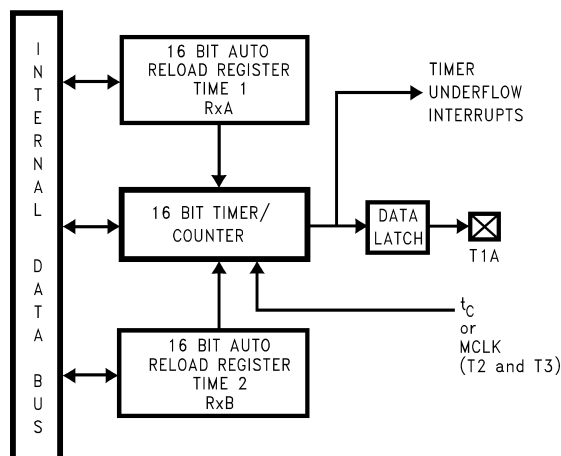 INTERNAL DATA BUS
16 BIT AUTO
RELOAD REGISTER
TIME 1
RxA
TIMER
UNDERFLOW
INTERRUPTS
16 BIT TIMER/
COUNTER
DATA
LATCH
T1A
tC
or
MCLK
(T2 and T3)
16 BIT AUTO
RELOAD REGISTER
TIME 2
RxB